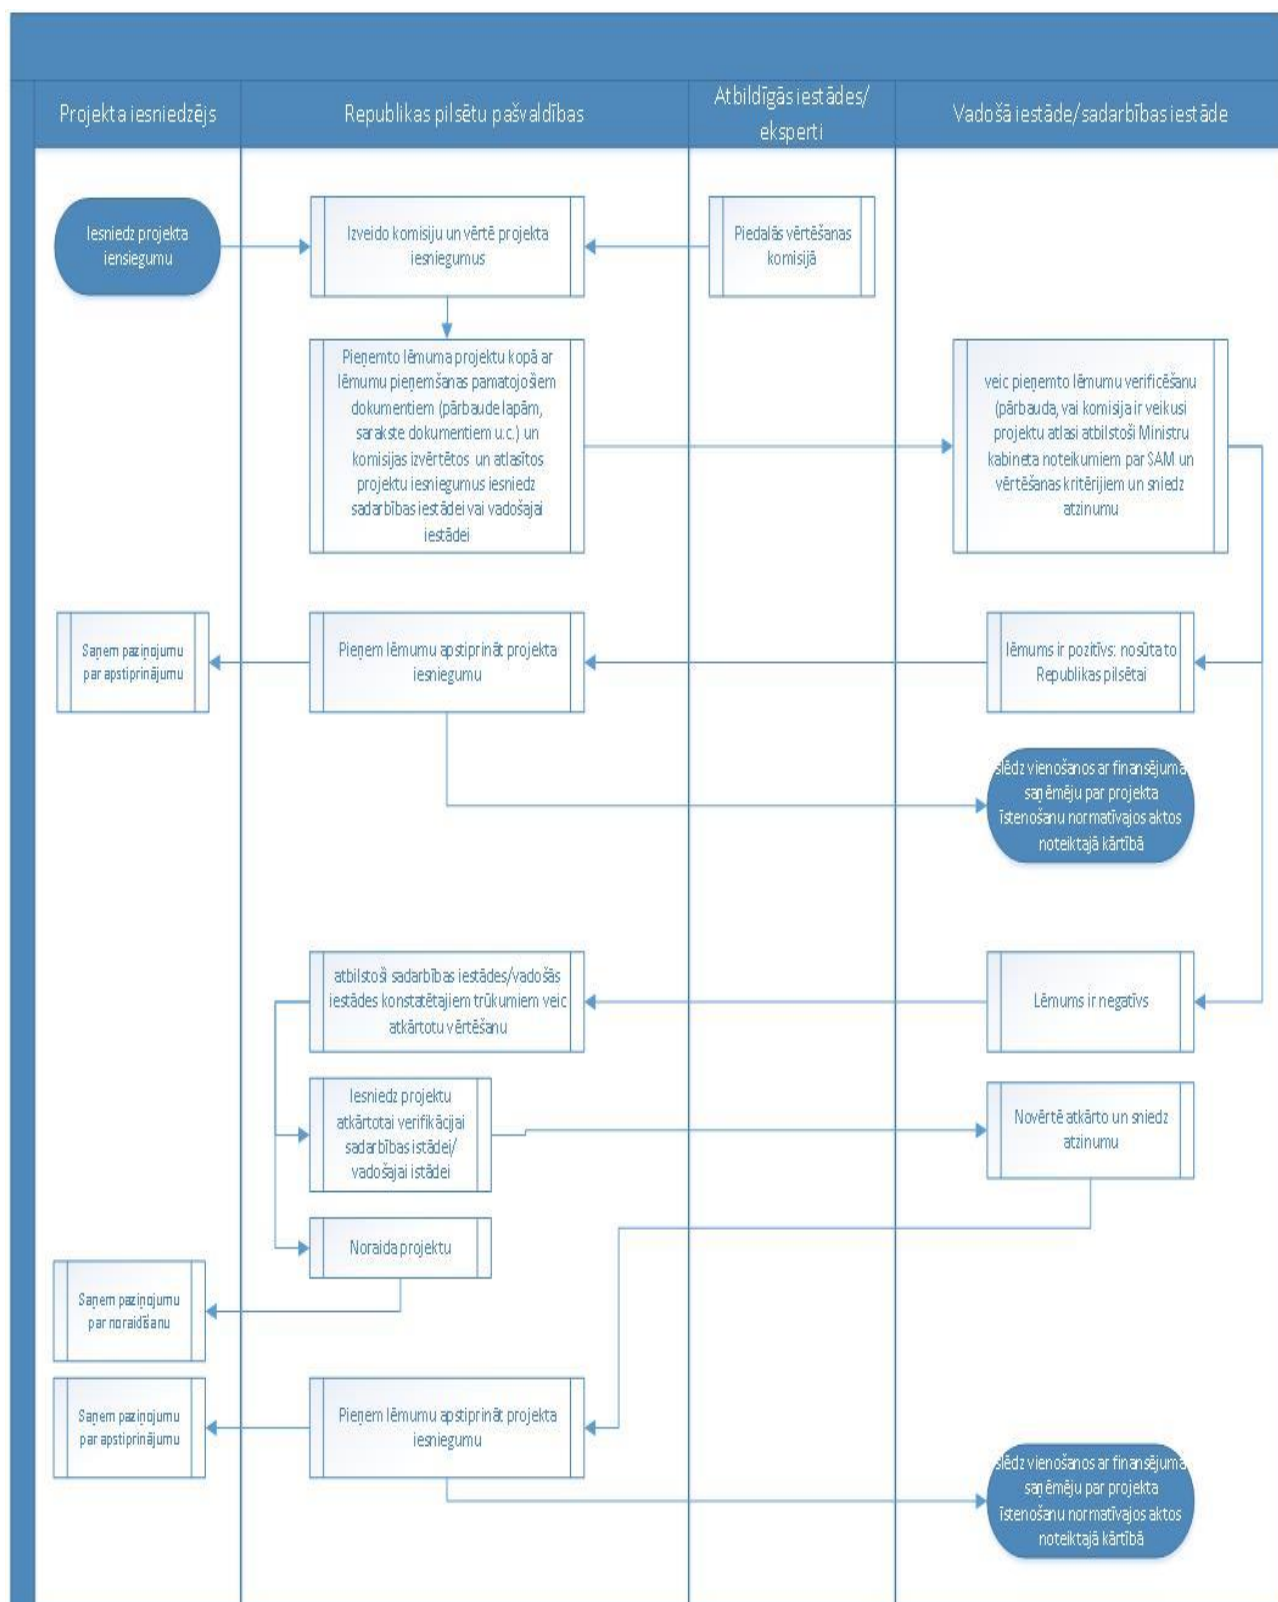 Projekta iesniedzējs
Republikas pilsētu pašvaldības
Atbildīgās iestādes/
eksperti
Vadošā iestāde/sadarbības iestāde
Iesniedz projekta
iensiegumu
Izveido komisiju un vērtē projekta
iesniegumus
Piedalās vērtēšanas
komisijā
Pieņemto lēmuma projektu kopā ar
lēmumu pieņemšanas pamatojošiem
dokumentiem (pārbaude lapām,
sarakste dokumentiem u.c.) un
komisijas izvērtētos un atlasītos
projektu iesniegumus iesniedz
sadarbības iestādei vai vadošajai
iestādei
veic pieņemto lēmumu verificēšanu
(pārbauda, vai komisija ir veikusi
projektu atlasi atbilstoši Ministru
kabineta noteikumiem par SAM un
vērtēšanas kritērijiem un sniedz
atzinumu
Saņem paziņojumu
par apstiprinājumu
Pieņem lēmumu apstiprināt projekta
iesniegumu
lēmums ir pozitīvs: nosūta to
Republikas pilsētai
slēdz vienošanos ar finansējuma
saņēmēju par projekta
īstenošanu normatīvajos aktos
noteiktajā kārtībā
atbilstoši sadarbības iestādes/vadošās
iestādes konstatētajiem trūkumiem veic
atkārtotu vērtēšanu
Lēmums ir negatīvs
Iesniedz projektu
atkārtotai verifikācijai
sadarbības istādei/
vadošajai istādei
Novērtē atkārto un sniedz
atzinumu
Noraida projektu
Saņem paziņojumu
par noraidīšanu
Saņem paziņojumu
par apstiprinājumu
Pieņem lēmumu apstiprināt projekta
iesniegumu
slēdz vienošanos ar finansējuma
saņēmēju par projekta
īstenošanu normatīvajos aktos
noteiktajā kārtībā